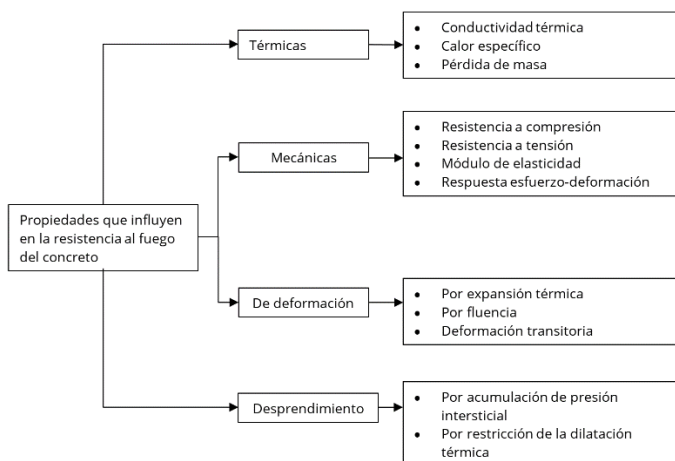 Propiedades que influyen
en la resistencia al fuego
del concreto
Térmicas
• Conductividad térmica
• Calor específico
• Pérdida de masa
Mecánicas
• Resistencia a compresión
• Resistencia a tensión
• Módulo de elasticidad
• Respuesta esfuerzo-deformación
De deformación
• Por expansión térmica
• Por fluencia
• Deformación transitoria
Desprendimiento
• Por acumulación de presión
intersticial
• Por restricción de la dilatación
térmica